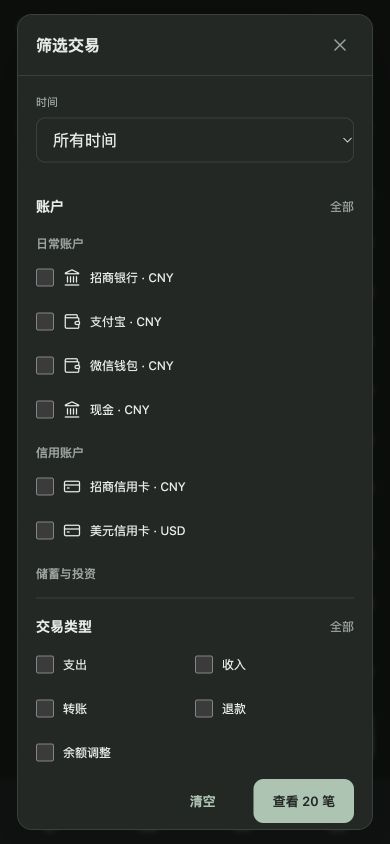 筛选交易
时间
所有时间
账户 全部
日常账户
招商银行 · CNY
支付宝 · CNY
微信钱包 · CNY
现金 · CNY
信用账户
招商信用卡 · CNY
美元信用卡 · USD
储蓄与投资
交易类型 全部
支出 收入
转账 退款
余额调整
清空 查看 20 笔